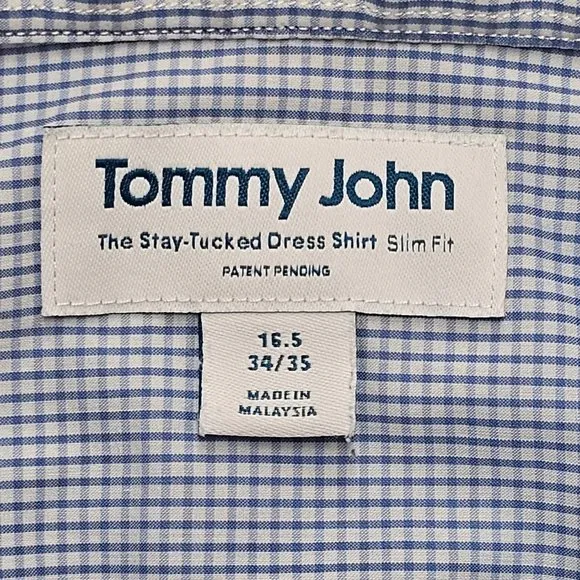 Tommy John
The Stay-Tucked Dress Shirt Slim Fit
PATENT PENDING
16.5
34/35
MADE IN
MALAYSIA